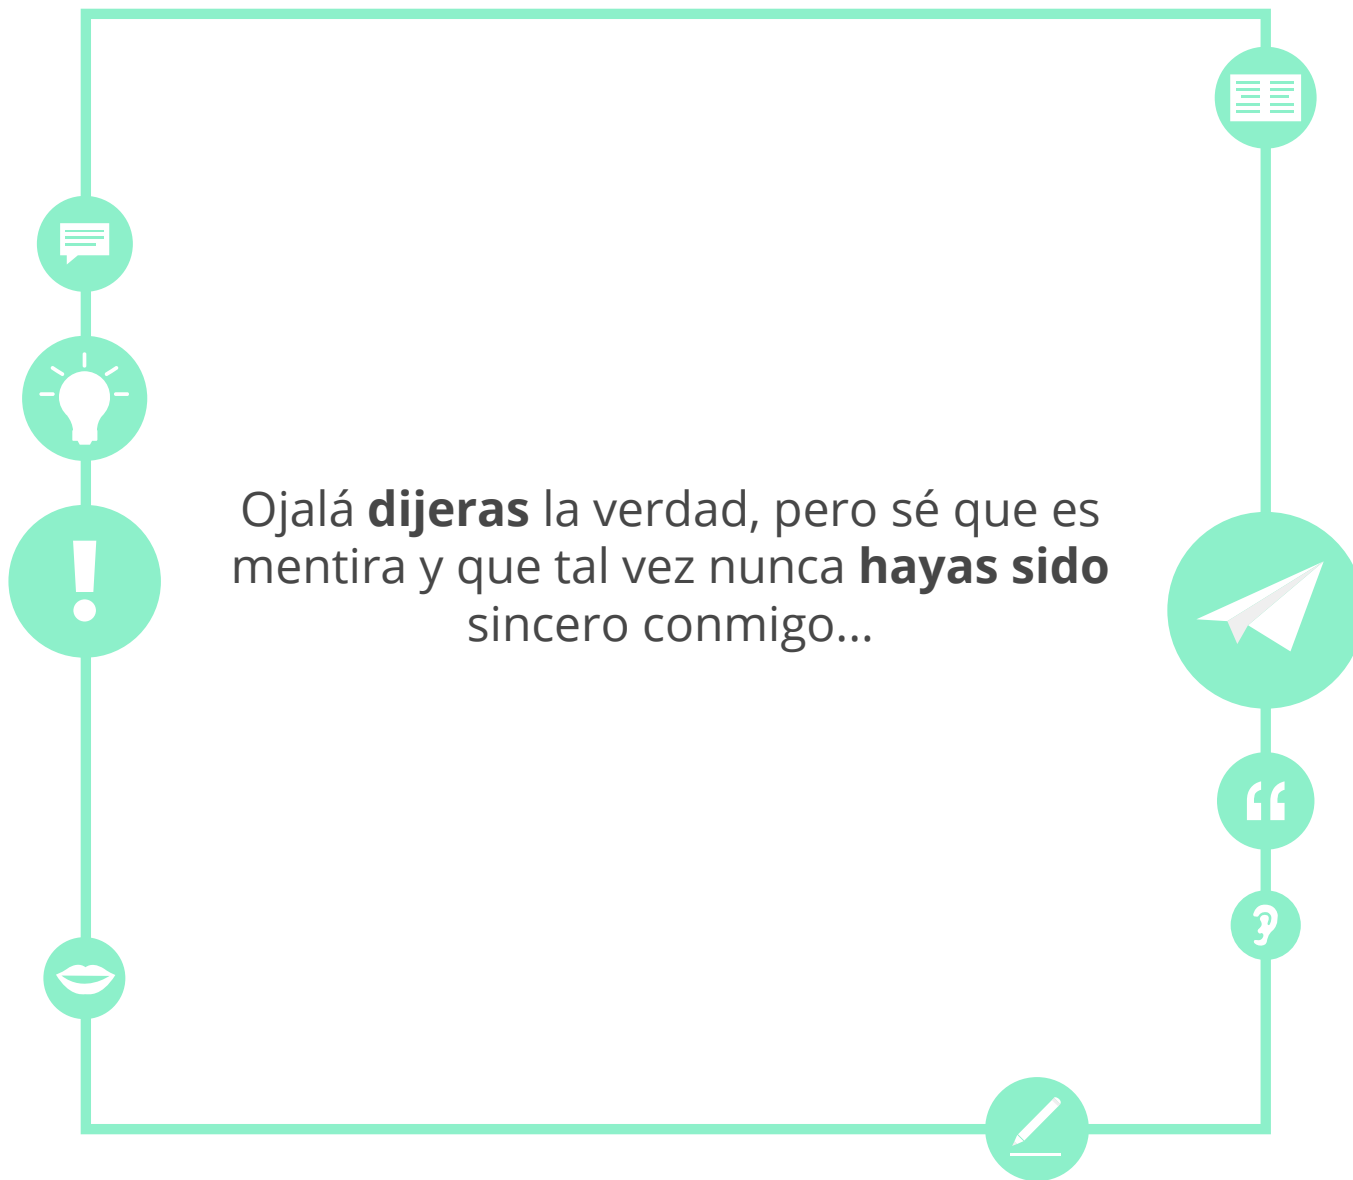 Ojalá dijeras la verdad, pero sé que es
mentira y que tal vez nunca hayas sido
sincero conmigo...